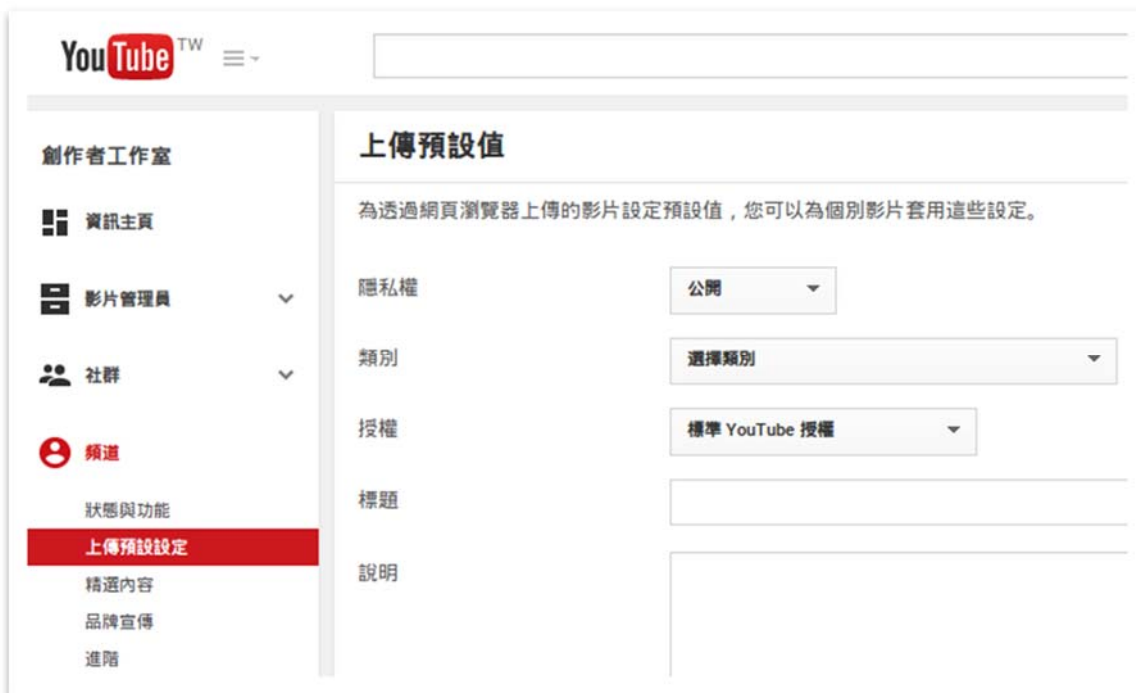 YouTube TW
創作者工作室
資訊主頁
影片管理員
社群
頻道
狀態與功能
上傳預設設定
精選內容
品牌宣傳
進階
上傳預設值
為透過網頁瀏覽器上傳的影片設定預設值，您可以為個別影片套用這些設定。
隱私權 公開
類別 選擇類別
授權 標準 YouTube 授權
標題
說明